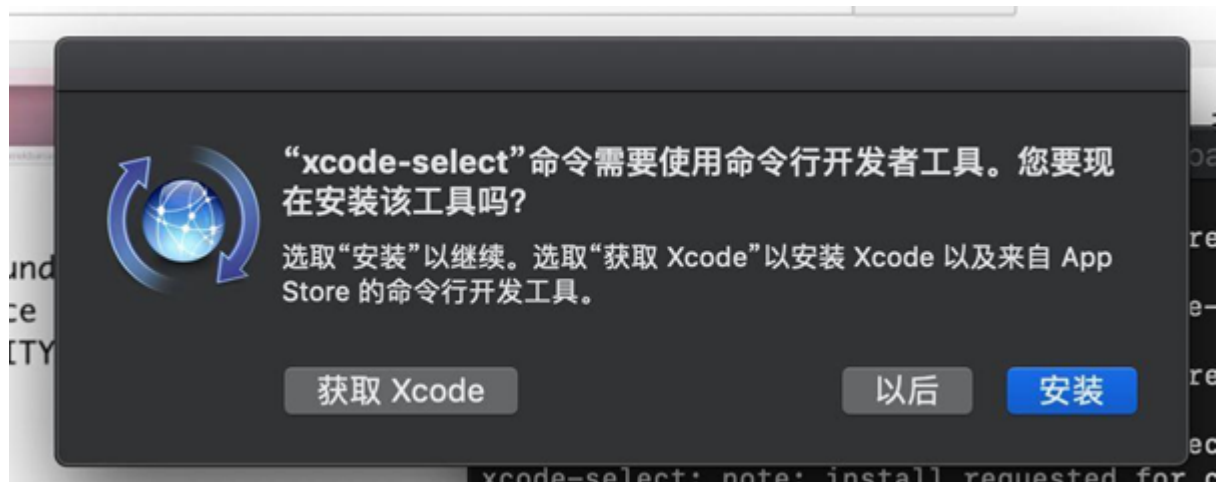 “xcode-select”命令需要使用命令行开发者工具。您要现
在安装该工具吗?
选取“安装”以继续。选取“获取 Xcode”以安装 Xcode 以及来自 App
Store 的命令行开发工具。
获取 Xcode
以后
安装
xcode-select: note: install requested for